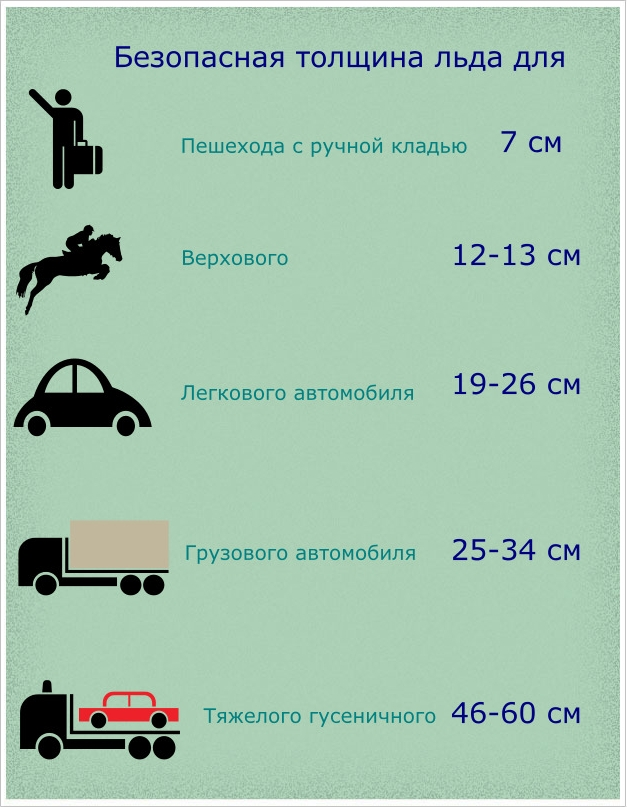 Безопасная толщина льда для
Пешехода с ручной кладью 7 см
Верхового 12-13 см
Легкового автомобиля 19-26 см
Грузового автомобиля 25-34 см
Тяжелого гусеничного 46-60 см